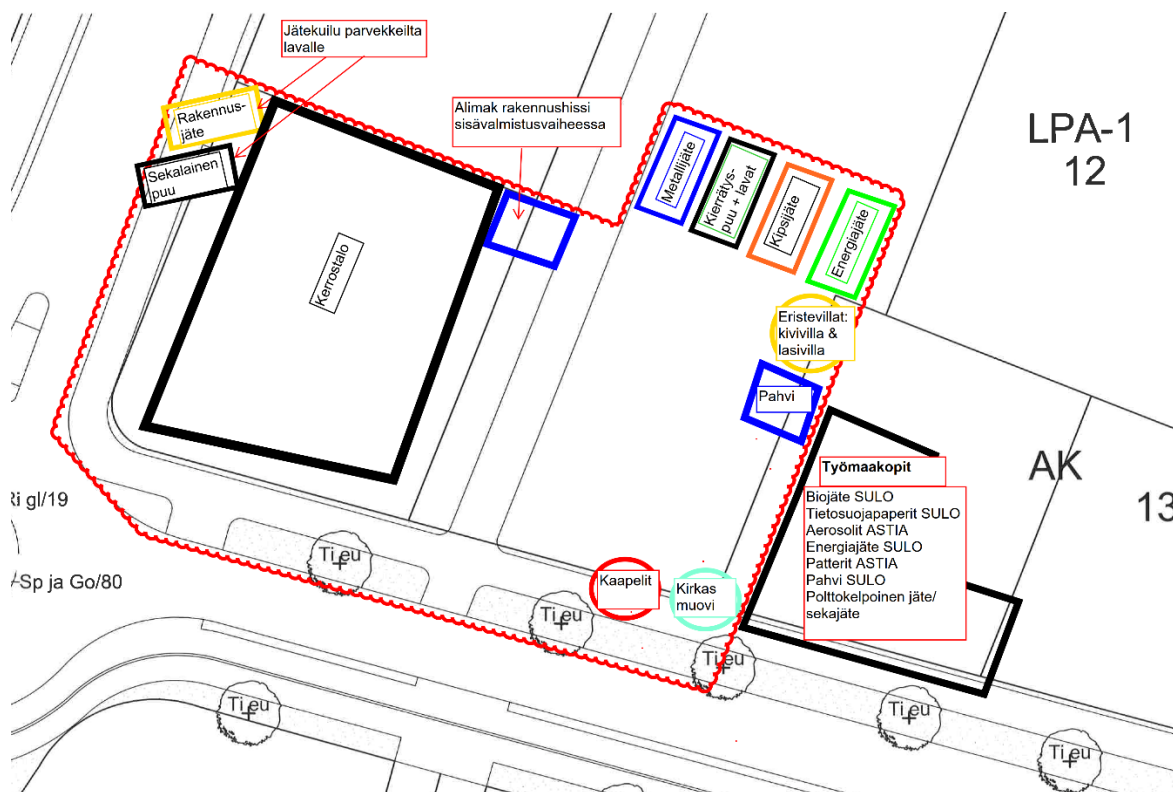 Jätekuilu parvekkeilta
lavalle
Rakennus-
jäte
Sekalainen
puu
Alimak rakennushissi
sisävalmistusvaiheessa
Kerrostalo
Metallijäte
Kierrätys-
puu + lavat
Kipsijäte
Energiajäte
LPA-1
12
Eristevillat:
kivivilla &
lasivilla
Pahvi
AK
13
Työmaakopit
Biojäte SULO
Tietosuojapaperit SULO
Aerosolit ASTIA
Energiajäte SULO
Patterit ASTIA
Pahvi SULO
Polttokelpoinen jäte/
sekajäte
gl/19
Sp ja Go/80
Kaapelit
Kirkas
muovi
Ti eu
Ti eu
Ti eu
Ti eu
Ti eu
Ti eu